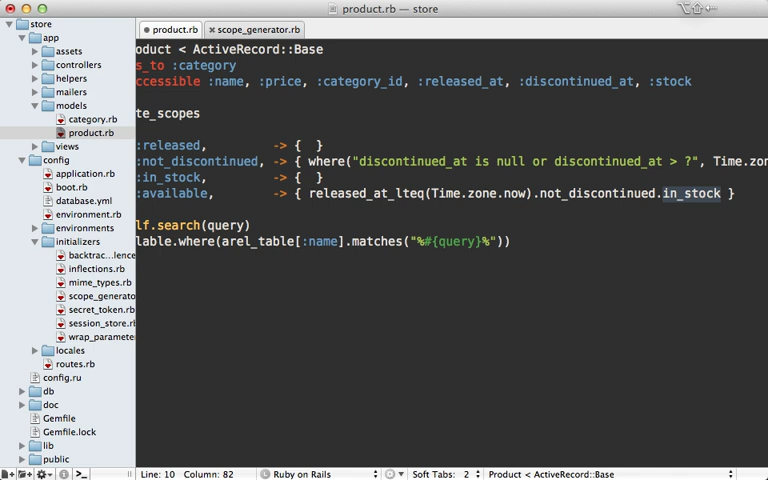 product.rb — store
store
app
assets
controllers
helpers
mailers
models
category.rb
product.rb
views
config
application.rb
boot.rb
database.yml
environment.rb
environments
initializers
backtrac...lence
inflections.rb
mime_types.rb
scope_generato
secret_token.rb
session_store.rb
wrap_paramete
locales
routes.rb
config.ru
db
doc
Gemfile
Gemfile.lock
lib
public
product.rb scope_generator.rb
oduct < ActiveRecord::Base
s_to :category
ccessible :name, :price, :category_id, :released_at, :discontinued_at, :stock
te_scopes
:released, -> { }
:not_discontinued, -> { where("discontinued_at is null or discontinued_at > ?", Time.zon
:in_stock, -> { }
:available, -> { released_at_lteq(Time.zone.now).not_discontinued.in_stock }
lf.search(query)
lable.where(arel_table[:name].matches("%#{query}%"))
Line: 10 Column: 82 Ruby on Rails Soft Tabs: 2 Product < ActiveRecord::Base